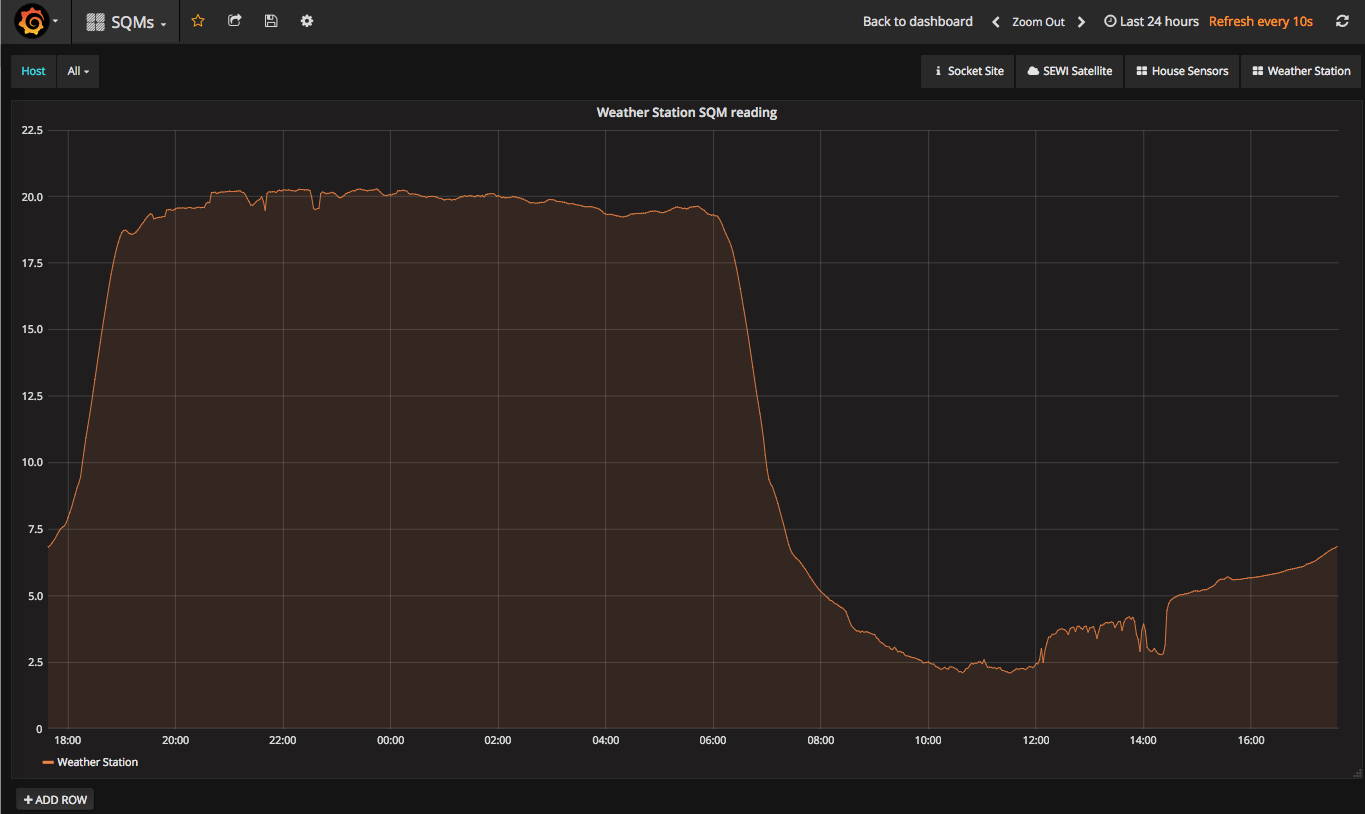 SQMs
Back to dashboard Zoom Out Last 24 hours Refresh every 10s
Host All Socket Site SEWI Satellite House Sensors Weather Station
Weather Station SQM reading
22.5
20.0
17.5
15.0
12.5
10.0
7.5
5.0
2.5
0
18:00 20:00 22:00 00:00 02:00 04:00 06:00 08:00 10:00 12:00 14:00 16:00
Weather Station
+ ADD ROW